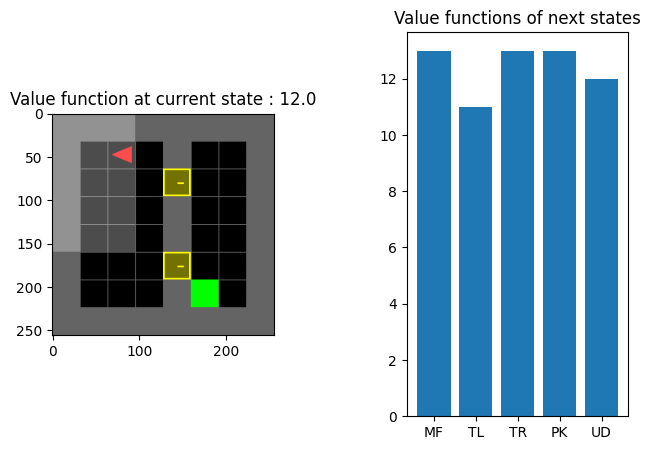 Value functions of next states
Value function at current state : 12.0
0
50
100
150
200
250
0
100
200
12
10
8
6
4
2
0
MF
TL
TR
PK
UD